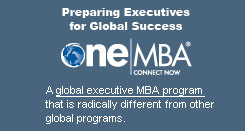 Preparing Executives
for Global Success
OneMBA®
CONNECT NOW
A global executive MBA program
that is radically different from other
global programs.